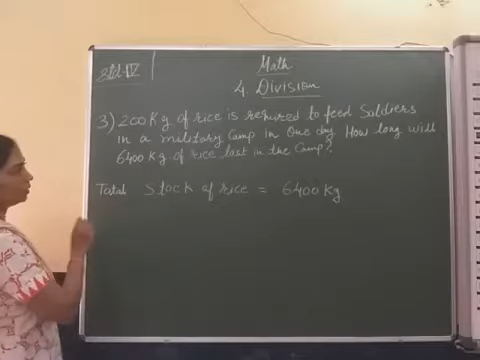 Std-IV
Math
4. Division
3) 200 Kg of rice is required to feed Soldiers
in a military Camp in One day How long will
6400 Kg of rice last in the Camp?
Total Stock of rice = 6400 Kg